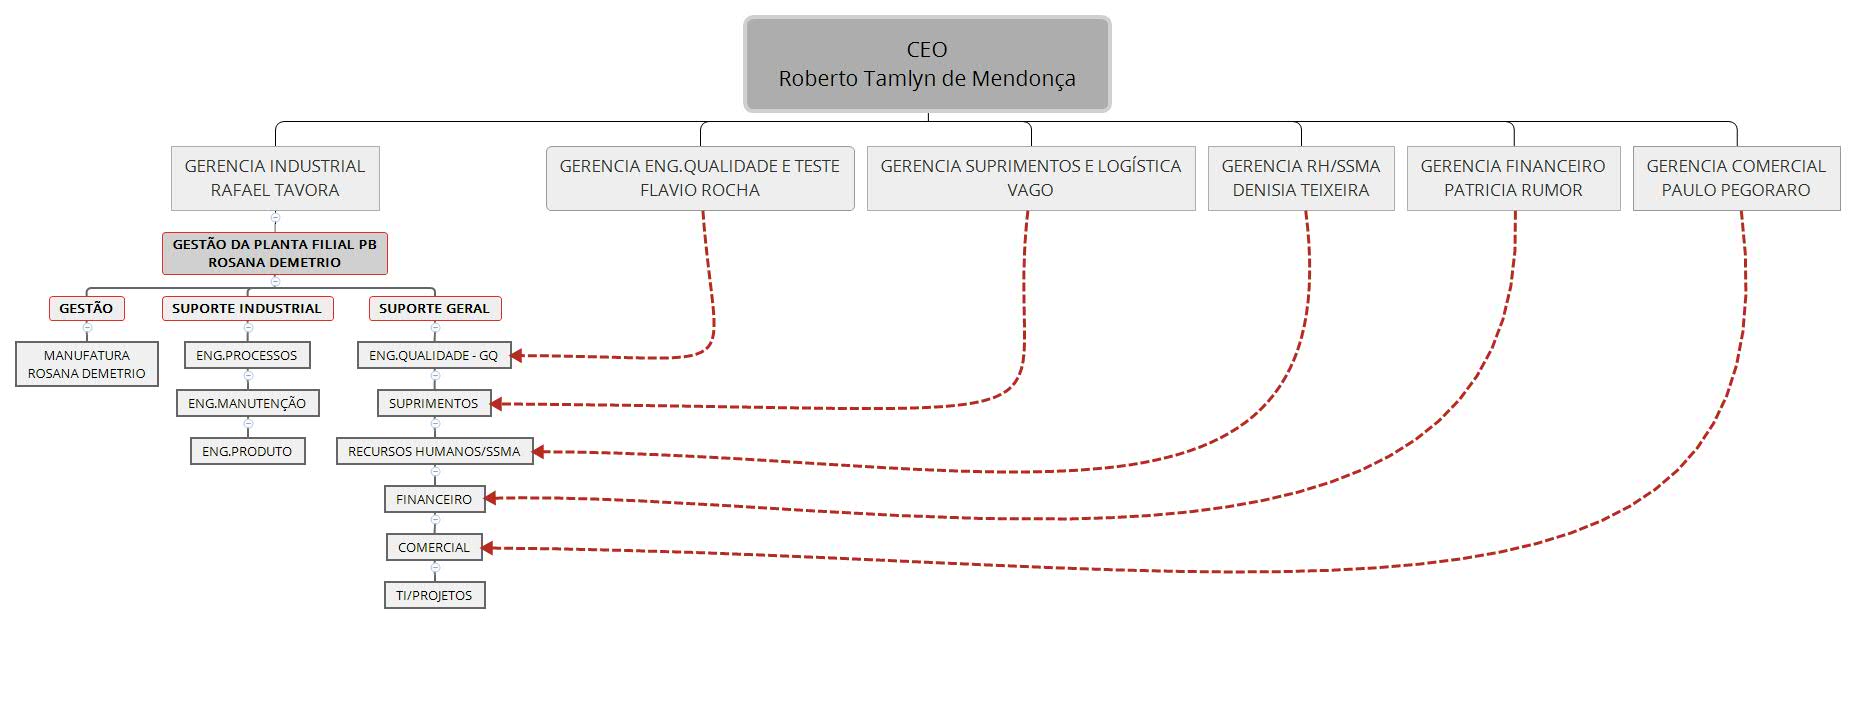 CEO
Roberto Tamlyn de Mendonça
GERENCIA INDUSTRIAL
RAFAEL TAVORA
GERENCIA ENG.QUALIDADE E TESTE
FLAVIO ROCHA
GERENCIA SUPRIMENTOS E LOGÍSTICA
VAGO
GERENCIA RH/SSMA
DENISIA TEIXEIRA
GERENCIA FINANCEIRO
PATRICIA RUMOR
GERENCIA COMERCIAL
PAULO PEGORARO
GESTÃO DA PLANTA FILIAL PB
ROSANA DEMETRIO
GESTÃO
MANUFATURA
ROSANA DEMETRIO
SUPORTE INDUSTRIAL
ENG.PROCESSOS
ENG.MANUTENÇÃO
ENG.PRODUTO
SUPORTE GERAL
ENG.QUALIDADE - GQ
SUPRIMENTOS
RECURSOS HUMANOS/SSMA
FINANCEIRO
COMERCIAL
TI/PROJETOS